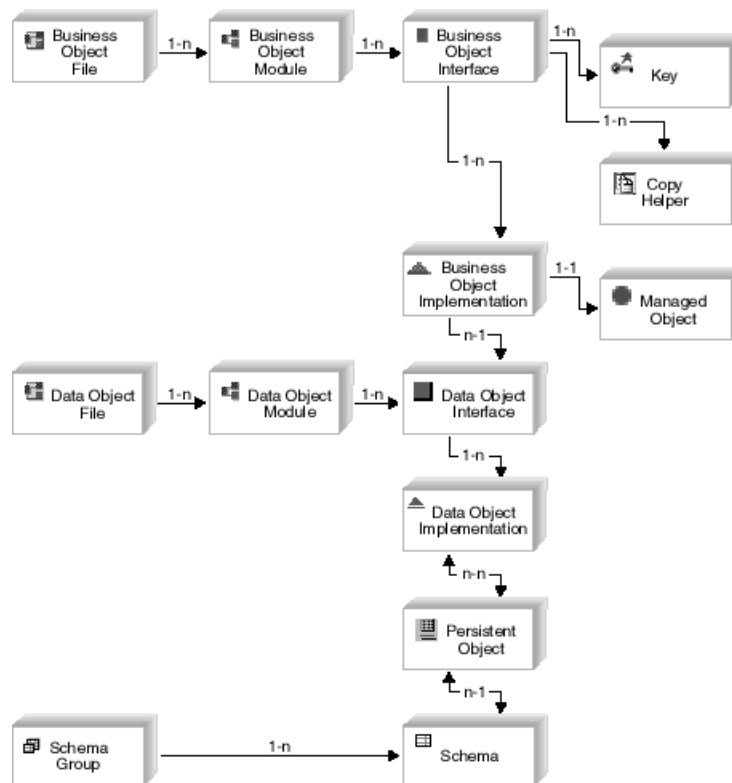 Business
Object
File
1-n
Business
Object
Module
1-n
Business
Object
Interface
1-n
Key
1-n
Copy
Helper
1-n
Business
Object
Implementation
1-1
Managed
Object
n-1
Data Object
File
1-n
Data Object
Module
1-n
Data Object
Interface
1-n
Data Object
Implementation
n-n
Persistent
Object
n-1
Schema
Group
1-n
Schema